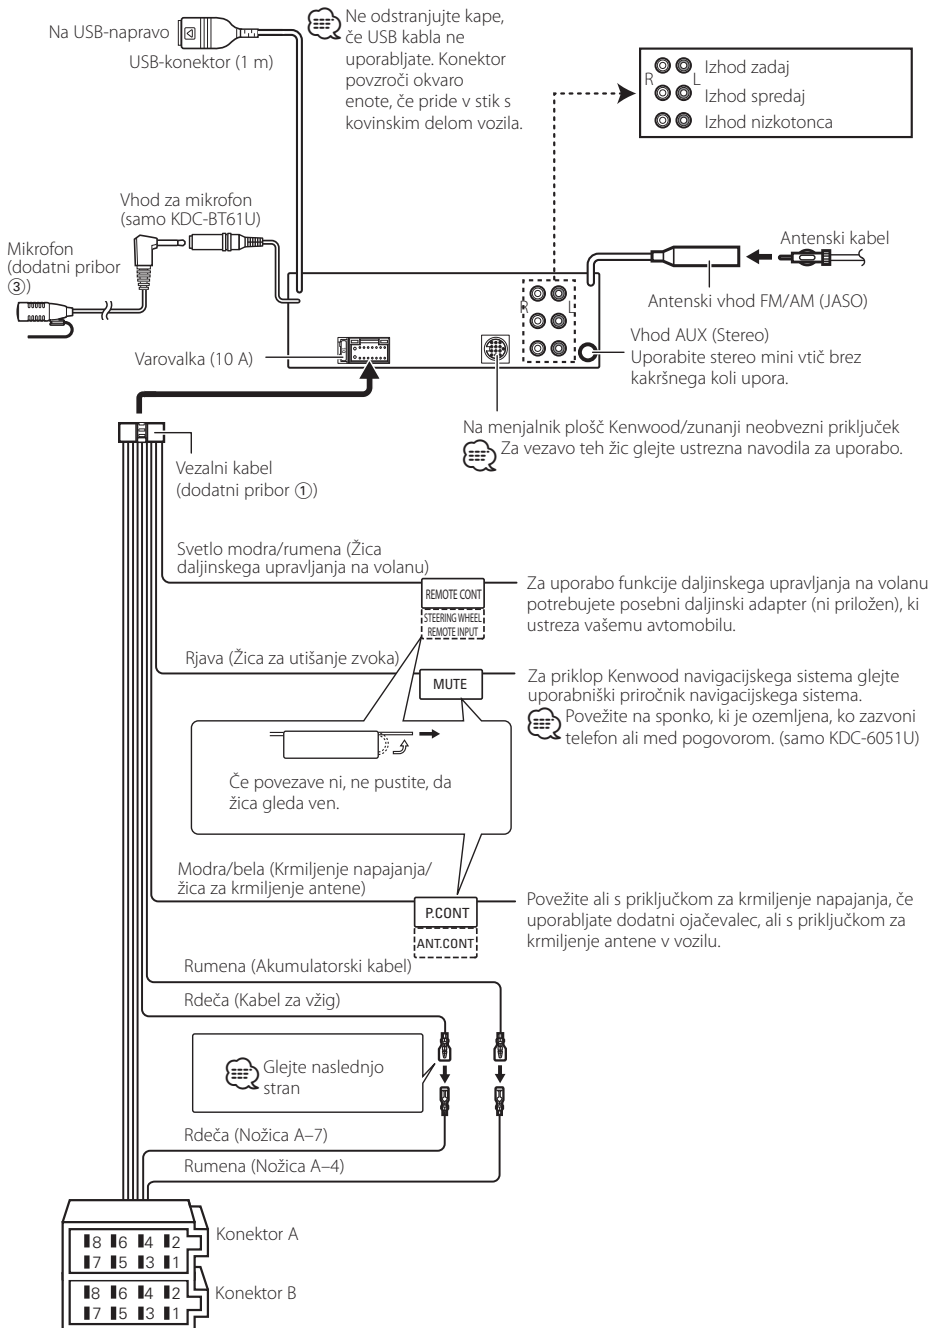 Na USB-napravo
USB-konektor (1 m)
Ne odstranjujte kape,
če USB kabla ne
uporabljate. Konektor
povzroči okvaro
enote, če pride v stik s
kovinskim delom vozila.
R
L
Izhod zadaj
Izhod spredaj
Izhod nizkotonca
Vhod za mikrofon
(samo KDC-BT61U)
Mikrofon
(dodatni pribor
③)
Antenski kabel
Antenski vhod FM/AM (JASO)
R
L
Vhod AUX (Stereo)
Uporabite stereo mini vtič brez
kakršnega koli upora.
Varovalka (10 A)
Na menjalnik plošč Kenwood/zunanji neobvezni priključek
Za vezavo teh žic glejte ustrezna navodila za uporabo.
Vezalni kabel
(dodatni pribor ①)
Svetlo modra/rumena (Žica
daljinskega upravljanja na volanu)
REMOTE CONT
STEERING WHEEL
REMOTE INPUT
Za uporabo funkcije daljinskega upravljanja na volanu
potrebujete posebni daljinski adapter (ni priložen), ki
ustreza vašemu avtomobilu.
Rjava (Žica za utišanje zvoka)
MUTE
Za priklop Kenwood navigacijskega sistema glejte
uporabniški priročnik navigacijskega sistema.
Povežite na sponko, ki je ozemljena, ko zazvoni
telefon ali med pogovorom. (samo KDC-6051U)
Če povezave ni, ne pustite, da
žica gleda ven.
Modra/bela (Krmiljenje napajanja/
žica za krmiljenje antene)
P.CONT
ANT.CONT
Povežite ali s priključkom za krmiljenje napajanja, če
uporabljate dodatni ojačevalec, ali s priključkom za
krmiljenje antene v vozilu.
Rumena (Akumulatorski kabel)
Rdeča (Kabel za vžig)
Glejte naslednjo
stran
Rdeča (Nožica A–7)
Rumena (Nožica A–4)
Konektor A
8 6 4 2
7 5 3 1
Konektor B
8 6 4 2
7 5 3 1